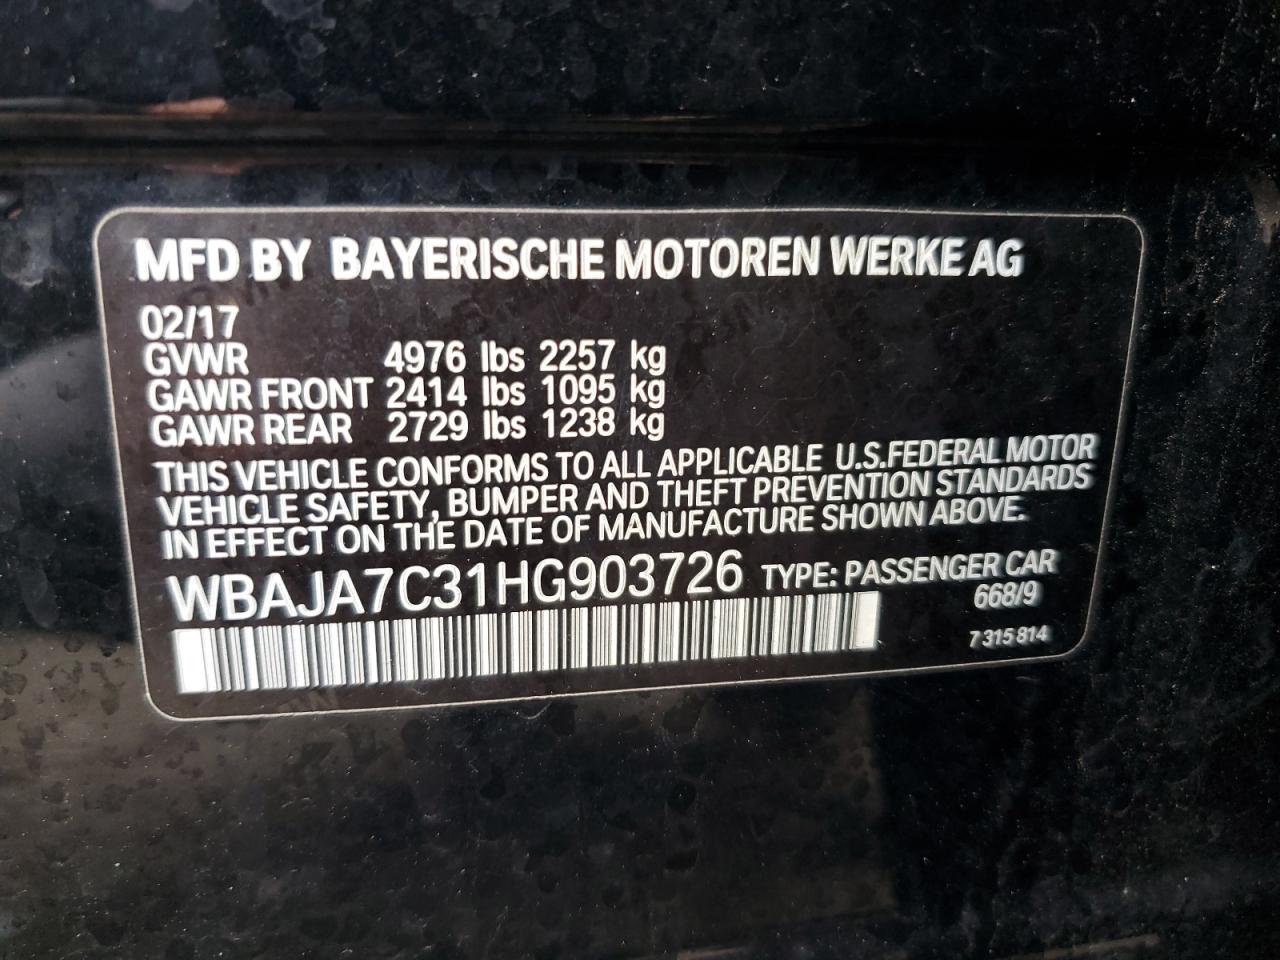 MFD BY BAYERISCHE MOTOREN WERKE AG
02/17
GVWR 4976 lbs 2257 kg
GAWR FRONT 2414 lbs 1095 kg
GAWR REAR 2729 lbs 1238 kg
THIS VEHICLE CONFORMS TO ALL APPLICABLE U.S.FEDERAL MOTOR
VEHICLE SAFETY, BUMPER AND THEFT PREVENTION STANDARDS
IN EFFECT ON THE DATE OF MANUFACTURE SHOWN ABOVE.
WBAJA7C31HG903726 TYPE: PASSENGER CAR
668/9
7 315 814